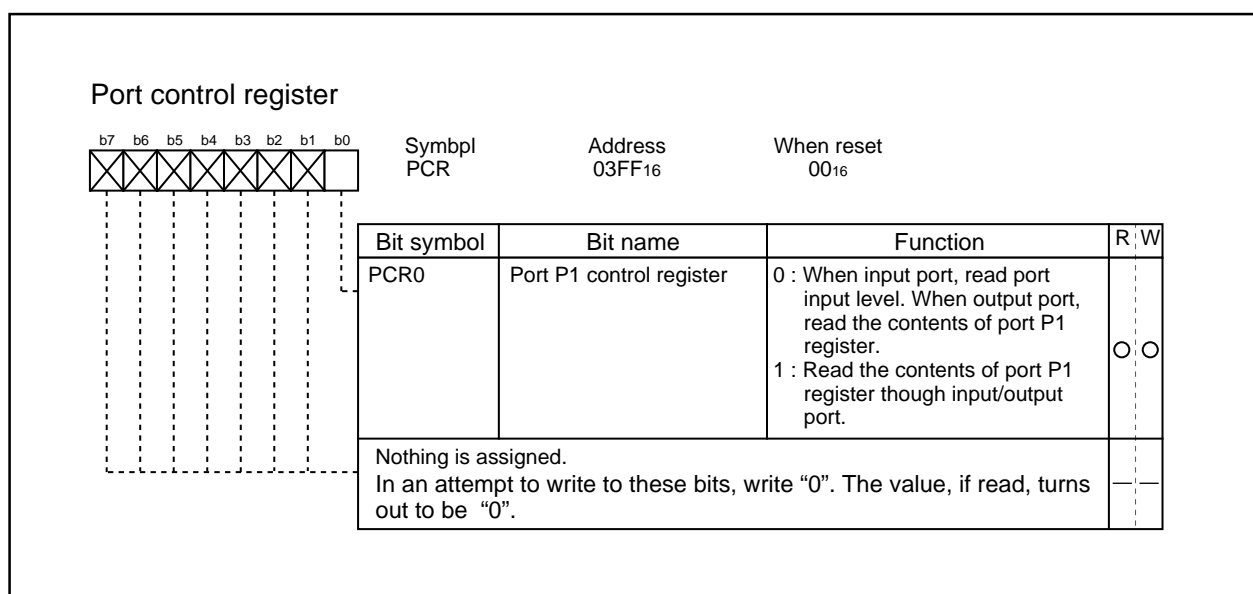 Port control register
b7 b6 b5 b4 b3 b2 b1 b0
Symbpl Address When reset
PCR 03FF16 0016
Bit symbol Bit name Function R W
PCR0 Port P1 control register 0 : When input port, read port
input level. When output port,
read the contents of port P1
register.
1 : Read the contents of port P1
register though input/output
port.
Nothing is assigned.
In an attempt to write to these bits, write “0”. The value, if read, turns
out to be “0”.